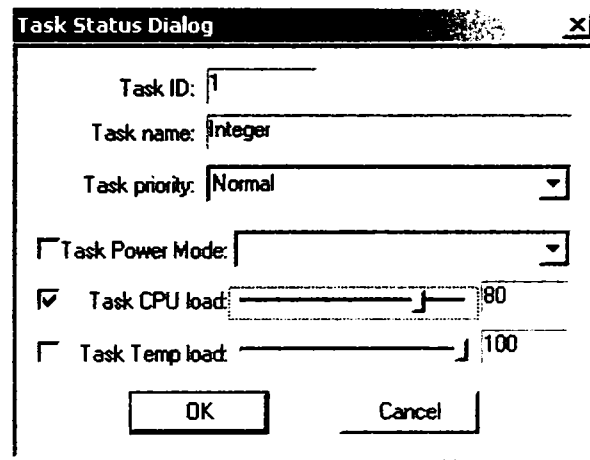 Task Status Dialog
Task ID: 1
Task name: Integer
Task priority: Normal
Task Power Mode:
Task CPU load: 80
Task Temp load: 100
OK Cancel